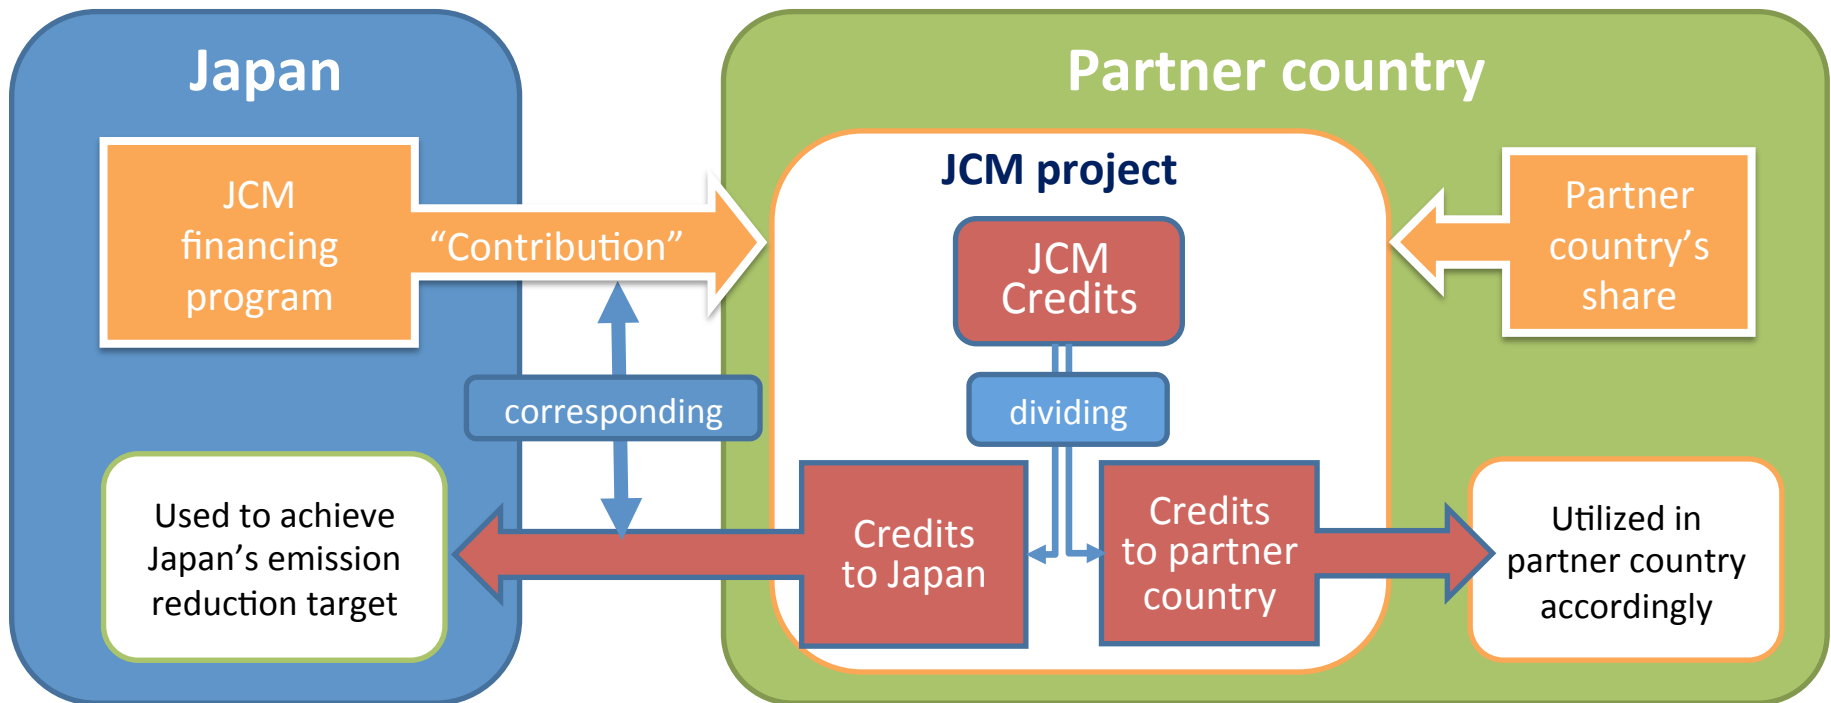 Japan
Partner country
JCM
financing
program
“Contribution”
JCM project
JCM
Credits
Partner
country’s
share
corresponding
dividing
Used to achieve
Japan’s emission
reduction target
Credits
to Japan
Credits
to partner
country
Utilized in
partner country
accordingly